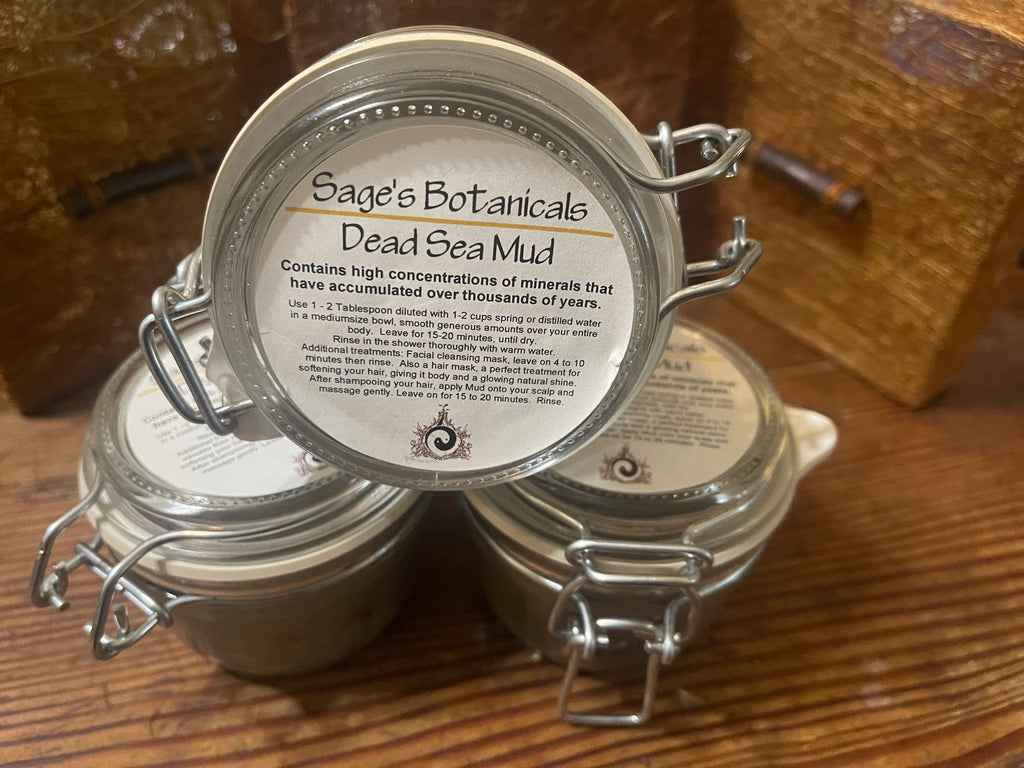 Sage's Botanicals
Dead Sea Mud
Contains high concentrations of minerals that
have accumulated over thousands of years.
Use 1 - 2 Tablespoon diluted with 1-2 cups spring or distilled water
in a mediumsize bowl, smooth generous amounts over your entire
body. Leave for 15-20 minutes, until dry.
Rinse in the shower thoroughly with warm water.
Additional treatments; Facial cleansing mask, leave on 4 to 10
minutes then rinse. Also a hair mask, a perfect treatment for
softening your hair, giving it body and a glowing natural shine.
After shampooing your hair, apply Mud onto your scalp and
massage gently. Leave on for 15 to 20 minutes. Rinse.